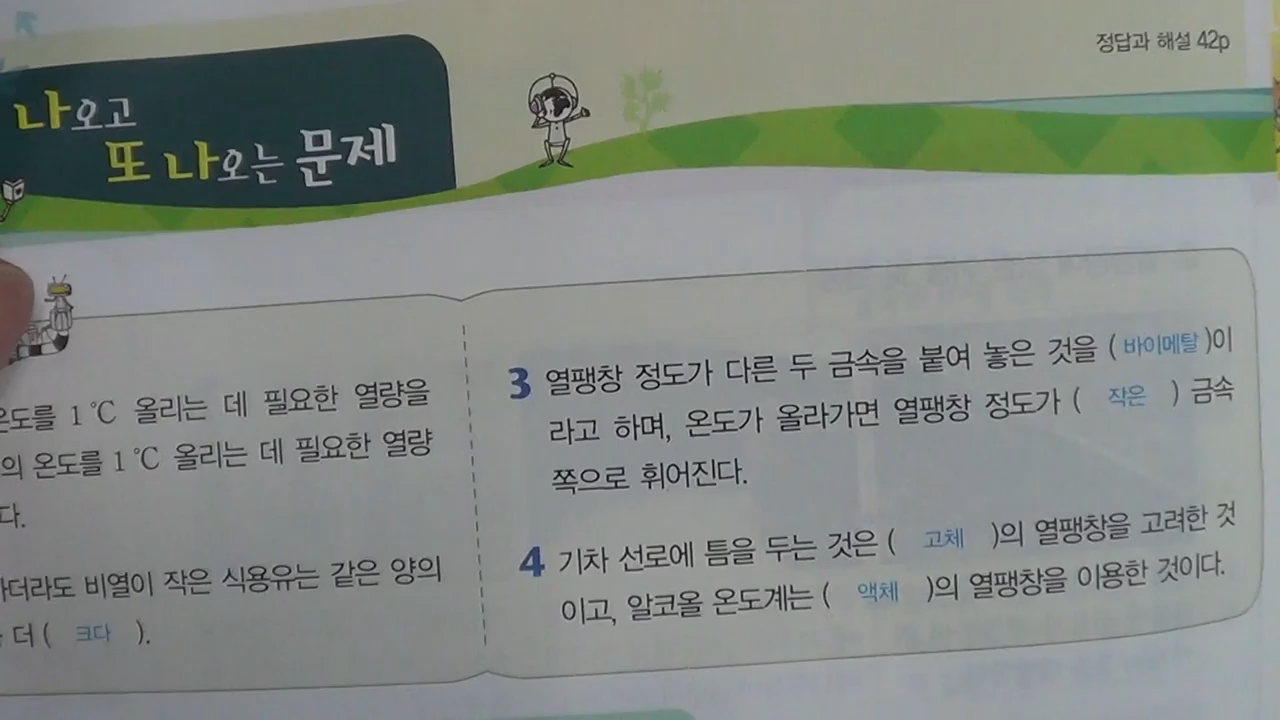 정답과 해설 42p
나오고
또 나오는 문제
온도를 1℃ 올리는 데 필요한 열량을
의 온도를 1℃ 올리는 데 필요한 열량
다.
더라도 비열이 작은 식용유는 같은 양의
더 ( 크다 ).
3 열팽창 정도가 다른 두 금속을 붙여 놓은 것을 ( 바이메탈 )이
라고 하며, 온도가 올라가면 열팽창 정도가 ( 작은 ) 금속
쪽으로 휘어진다.
4 기차 선로에 틈을 두는 것은 ( 고체 )의 열팽창을 고려한 것
이고, 알코올 온도계는 ( 액체 )의 열팽창을 이용한 것이다.